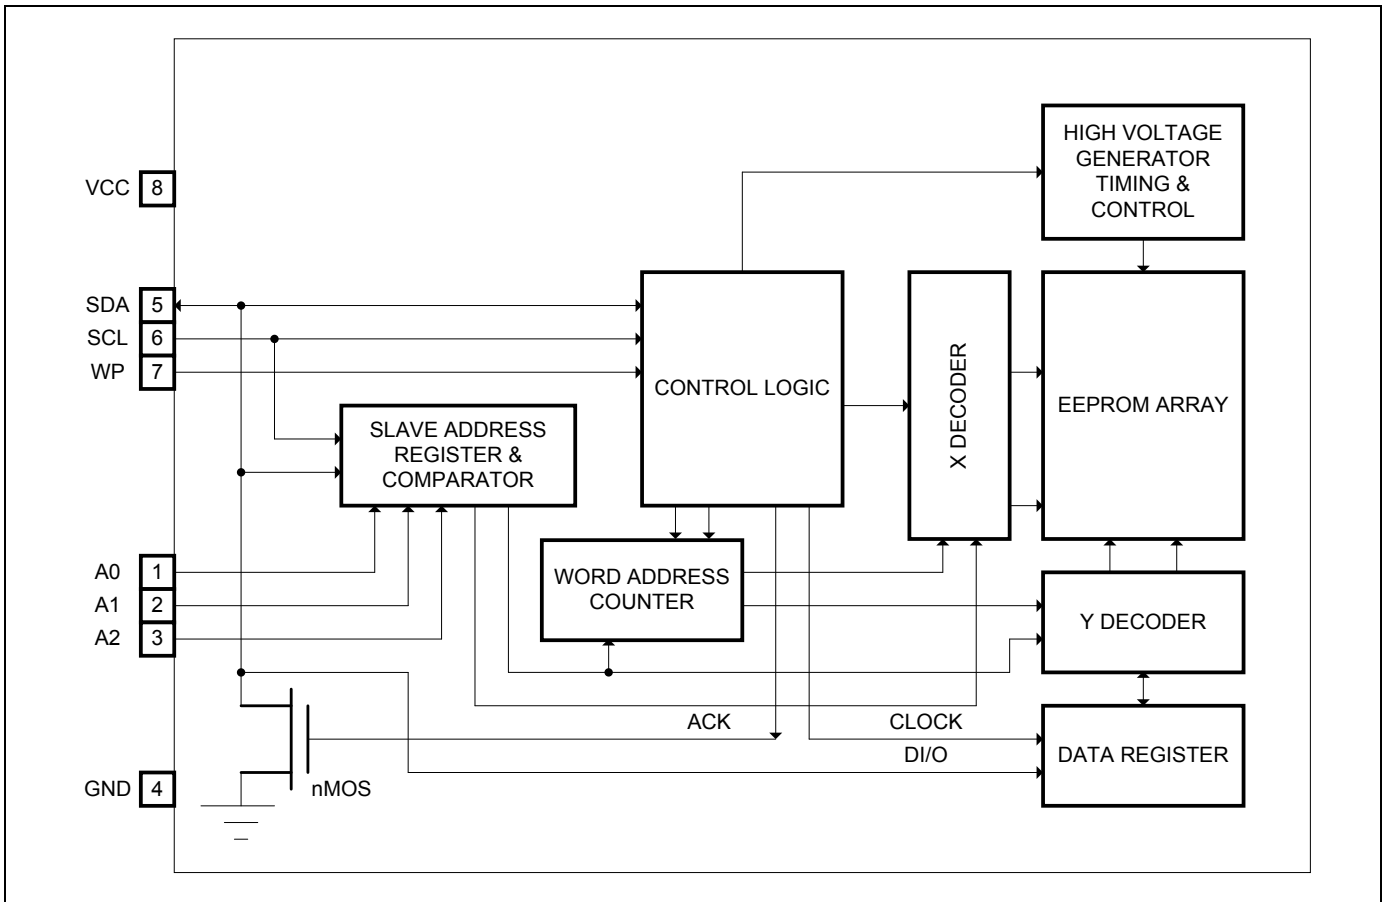 HIGH VOLTAGE
GENERATOR
TIMING &
CONTROL
VCC 8
SDA 5
SCL 6
WP 7
CONTROL LOGIC
X DECODER
EEPROM ARRAY
SLAVE ADDRESS
REGISTER &
COMPARATOR
A0 1
A1 2
A2 3
WORD ADDRESS
COUNTER
Y DECODER
ACK
CLOCK
DI/O
DATA REGISTER
GND 4
nMOS